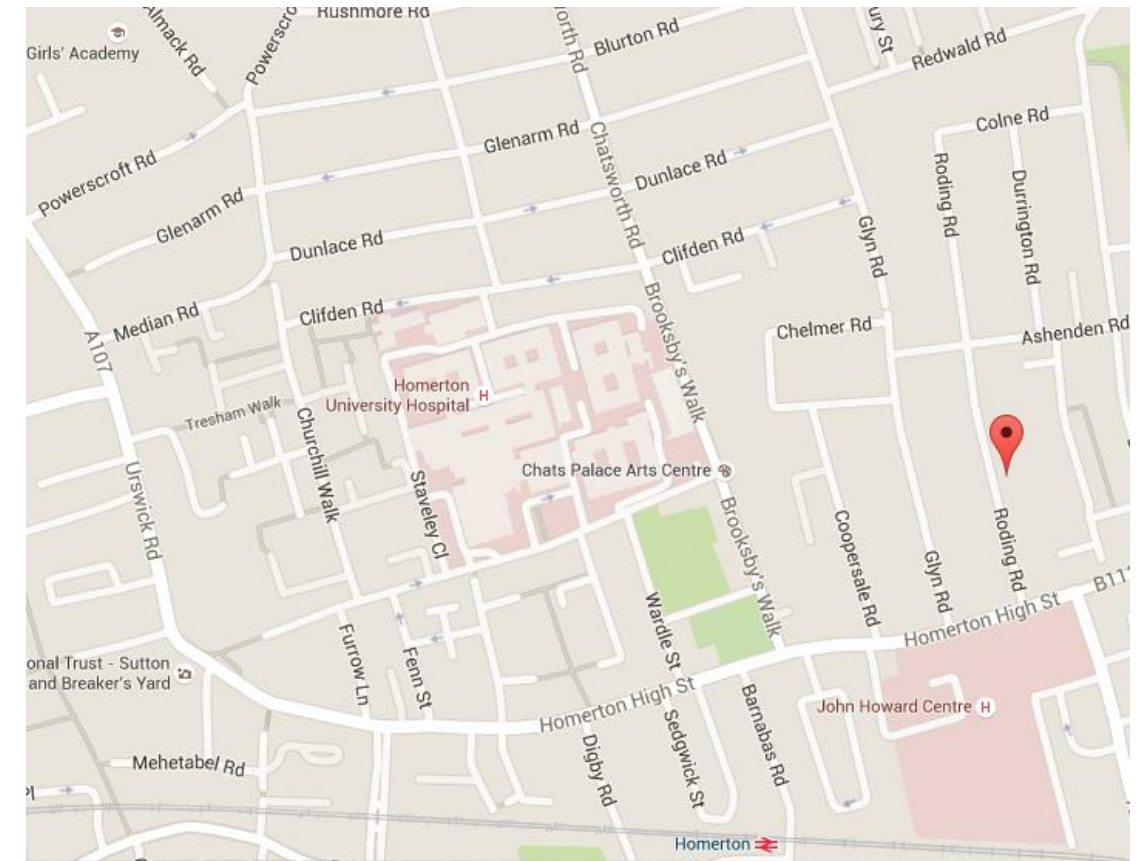 Rushmore Rd
Almack Rd
Girls' Academy
Blurton Rd
Redwald Rd
Glenarm Rd
Chatsworth Rd
Colne Rd
Powerscroft Rd
Dunlace Rd
Roding Rd
Durrington Rd
Glenarm Rd
Dunlace Rd
Clifden Rd
Glyn Rd
Median Rd
Clifden Rd
Brooksby's Walk
Chelmer Rd
Ashenden Rd
A107
Homerton
University Hospital
H
Tresham Walk
Churchill Walk
Chats Palace Arts Centre
Urswick Rd
Staveley Cl
Brooksby's Walk
Coopersale Rd
Roding Rd
Glyn Rd
Homerton High St
Wardle St
Furrow Ln
Fenn St
onal Trust - Sutton
and Breaker's Yard
Homerton High St
Barnabas Rd
John Howard Centre
H
Sedgwick St
Digby Rd
Mehetabel Rd
Homerton